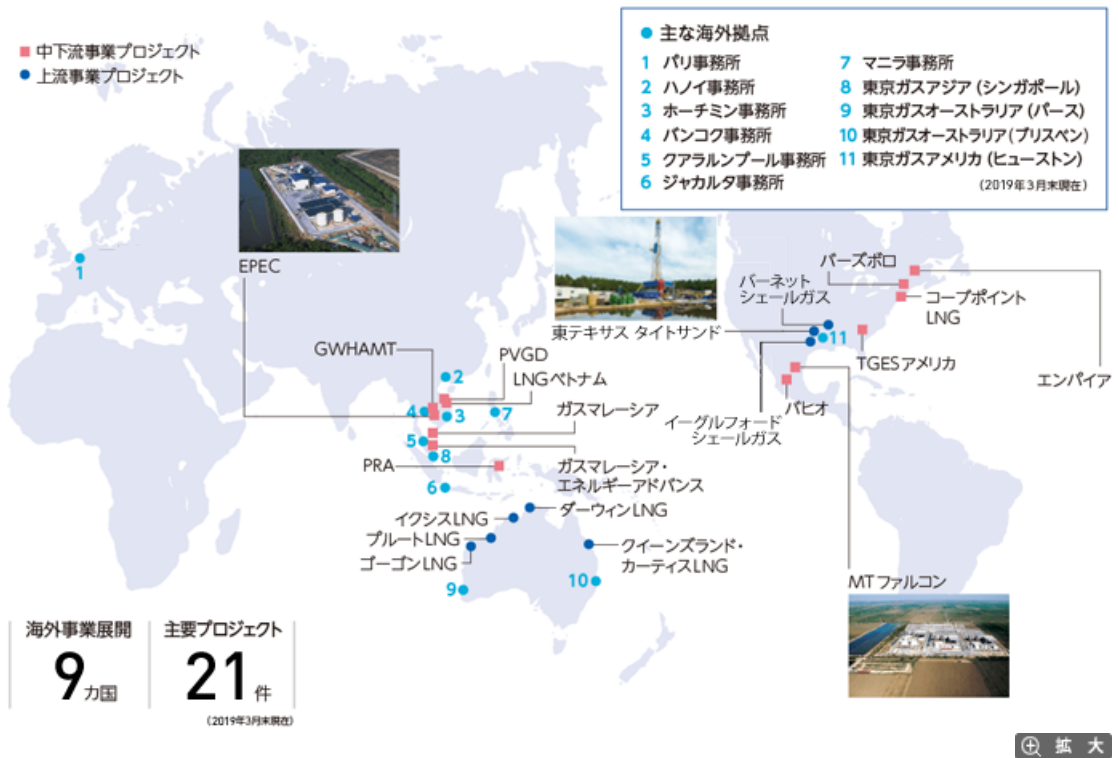 中下流事業プロジェクト
上流事業プロジェクト
主な海外拠点
1 パリ事務所
2 ハノイ事務所
3 ホーチミン事務所
4 バンコク事務所
5 クアラルンプール事務所
6 ジャカルタ事務所
7 マニラ事務所
8 東京ガスアジア (シンガポール)
9 東京ガスオーストラリア (パース)
10 東京ガスオーストラリア (ブリスベン)
11 東京ガスアメリカ (ヒューストン)
(2019年3月末現在)
1
EPEC
GWHAMT
PVGD
LNGベトナム
2
4
3
7
ガスマレーシア
5
8
PRA
ガスマレーシア・
エネルギーアドバンス
6
ダーウィンLNG
イクシスLNG
プルートLNG
ゴーゴンLNG
クイーンズランド・
カーティスLNG
9
10
バーズボロ
バーネット
シェールガス
コーブポイント
LNG
東テキサス タイトサンド
11
TGESアメリカ
エンパイア
バヒオ
イーグルフォード
シェールガス
MTファルコン
海外事業展開
9カ国
主要プロジェクト
21件
(2019年3月末現在)
拡 大